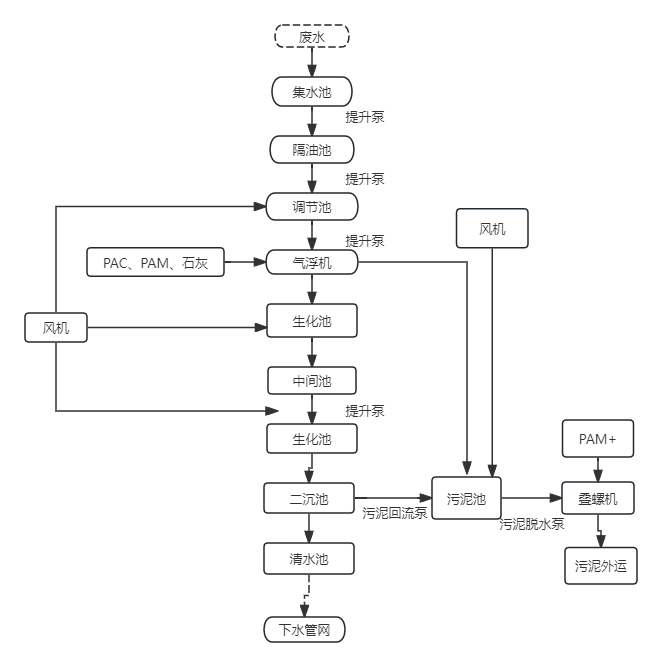 废水
集水池
提升泵
隔油池
提升泵
调节池
风机
提升泵
PAC、PAM、石灰
气浮机
风机
生化池
中间池
提升泵
生化池
PAM+
二沉池
污泥池
叠螺机
污泥回流泵
污泥脱水泵
清水池
污泥外运
下水管网